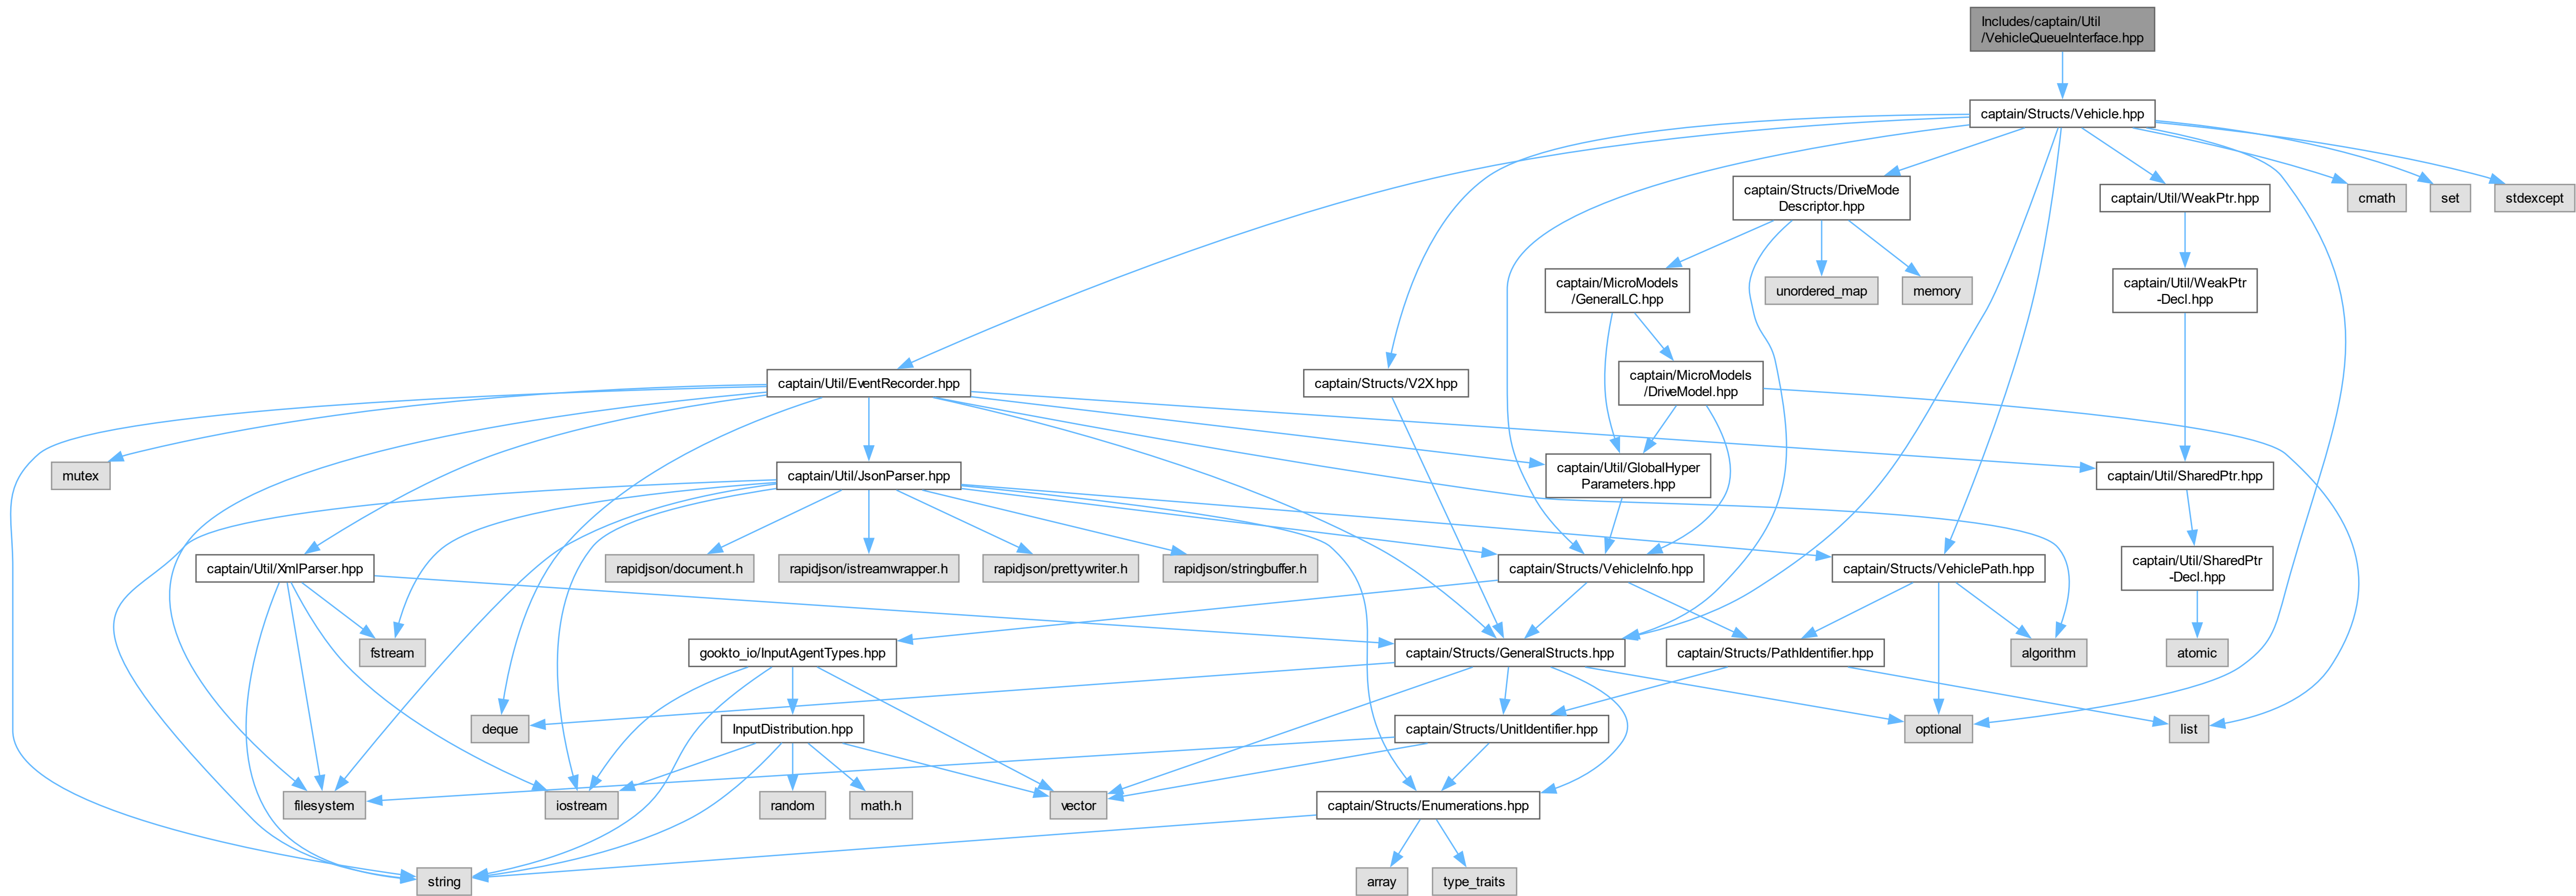 Includes/captain/Util
/VehicleQueueInterface.hpp
captain/Structs/Vehicle.hpp
captain/Structs/DriveMode
Descriptor.hpp
captain/Util/WeakPtr.hpp
cmath
set
stdexcept
captain/MicroModels
/GeneralLC.hpp
unordered_map
memory
captain/Util/WeakPtr
-Decl.hpp
captain/Util/EventRecorder.hpp
captain/Structs/V2X.hpp
captain/MicroModels
/DriveModel.hpp
mutex
captain/Util/JsonParser.hpp
captain/Util/GlobalHyper
Parameters.hpp
captain/Util/SharedPtr.hpp
captain/Util/XmlParser.hpp
rapidjson/document.h
rapidjson/istreamwrapper.h
rapidjson/prettywriter.h
rapidjson/stringbuffer.h
captain/Structs/VehicleInfo.hpp
captain/Structs/VehiclePath.hpp
captain/Util/SharedPtr
-Decl.hpp
fstream
gookto_io/InputAgentTypes.hpp
captain/Structs/GeneralStructs.hpp
captain/Structs/PathIdentifier.hpp
algorithm
atomic
deque
InputDistribution.hpp
captain/Structs/UnitIdentifier.hpp
optional
list
filesystem
iostream
random
math.h
vector
captain/Structs/Enumerations.hpp
string
array
type_traits